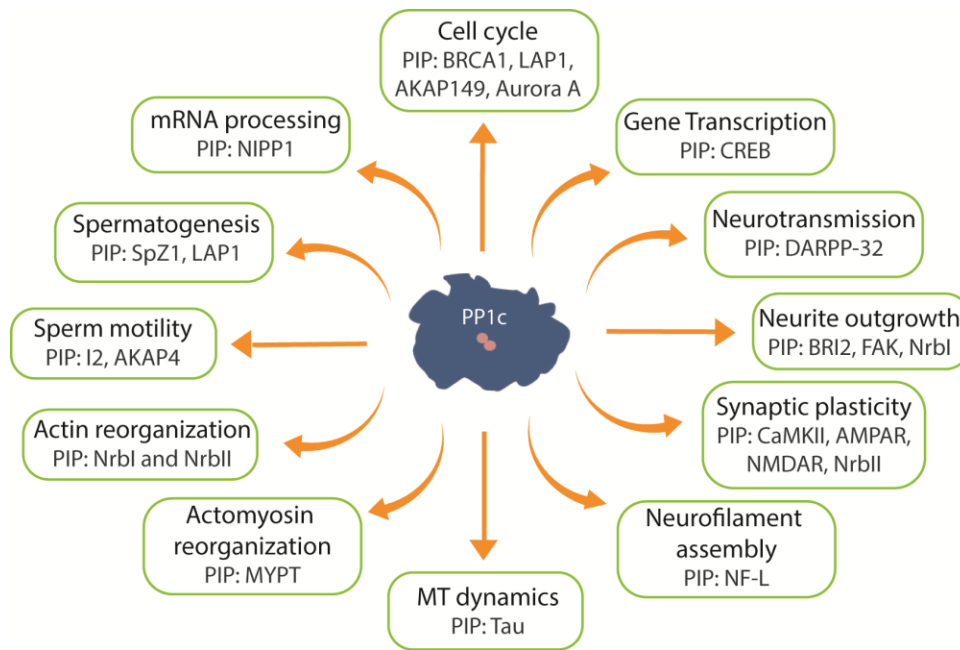 Cell cycle
PIP: BRCA1, LAP1,
AKAP149, Aurora A
Gene Transcription
PIP: CREB
Neurotransmission
PIP: DARPP-32
Neurite outgrowth
PIP: BRI2, FAK, NrbI
Synaptic plasticity
PIP: CaMKII, AMPAR,
NMDAR, NrbII
Neurofilament
assembly
PIP: NF-L
MT dynamics
PIP: Tau
Actomyosin
reorganization
PIP: MYPT
Actin reorganization
PIP: NrbI and NrbII
Sperm motility
PIP: I2, AKAP4
Spermatogenesis
PIP: SpZ1, LAP1
mRNA processing
PIP: NIPP1
PP1c